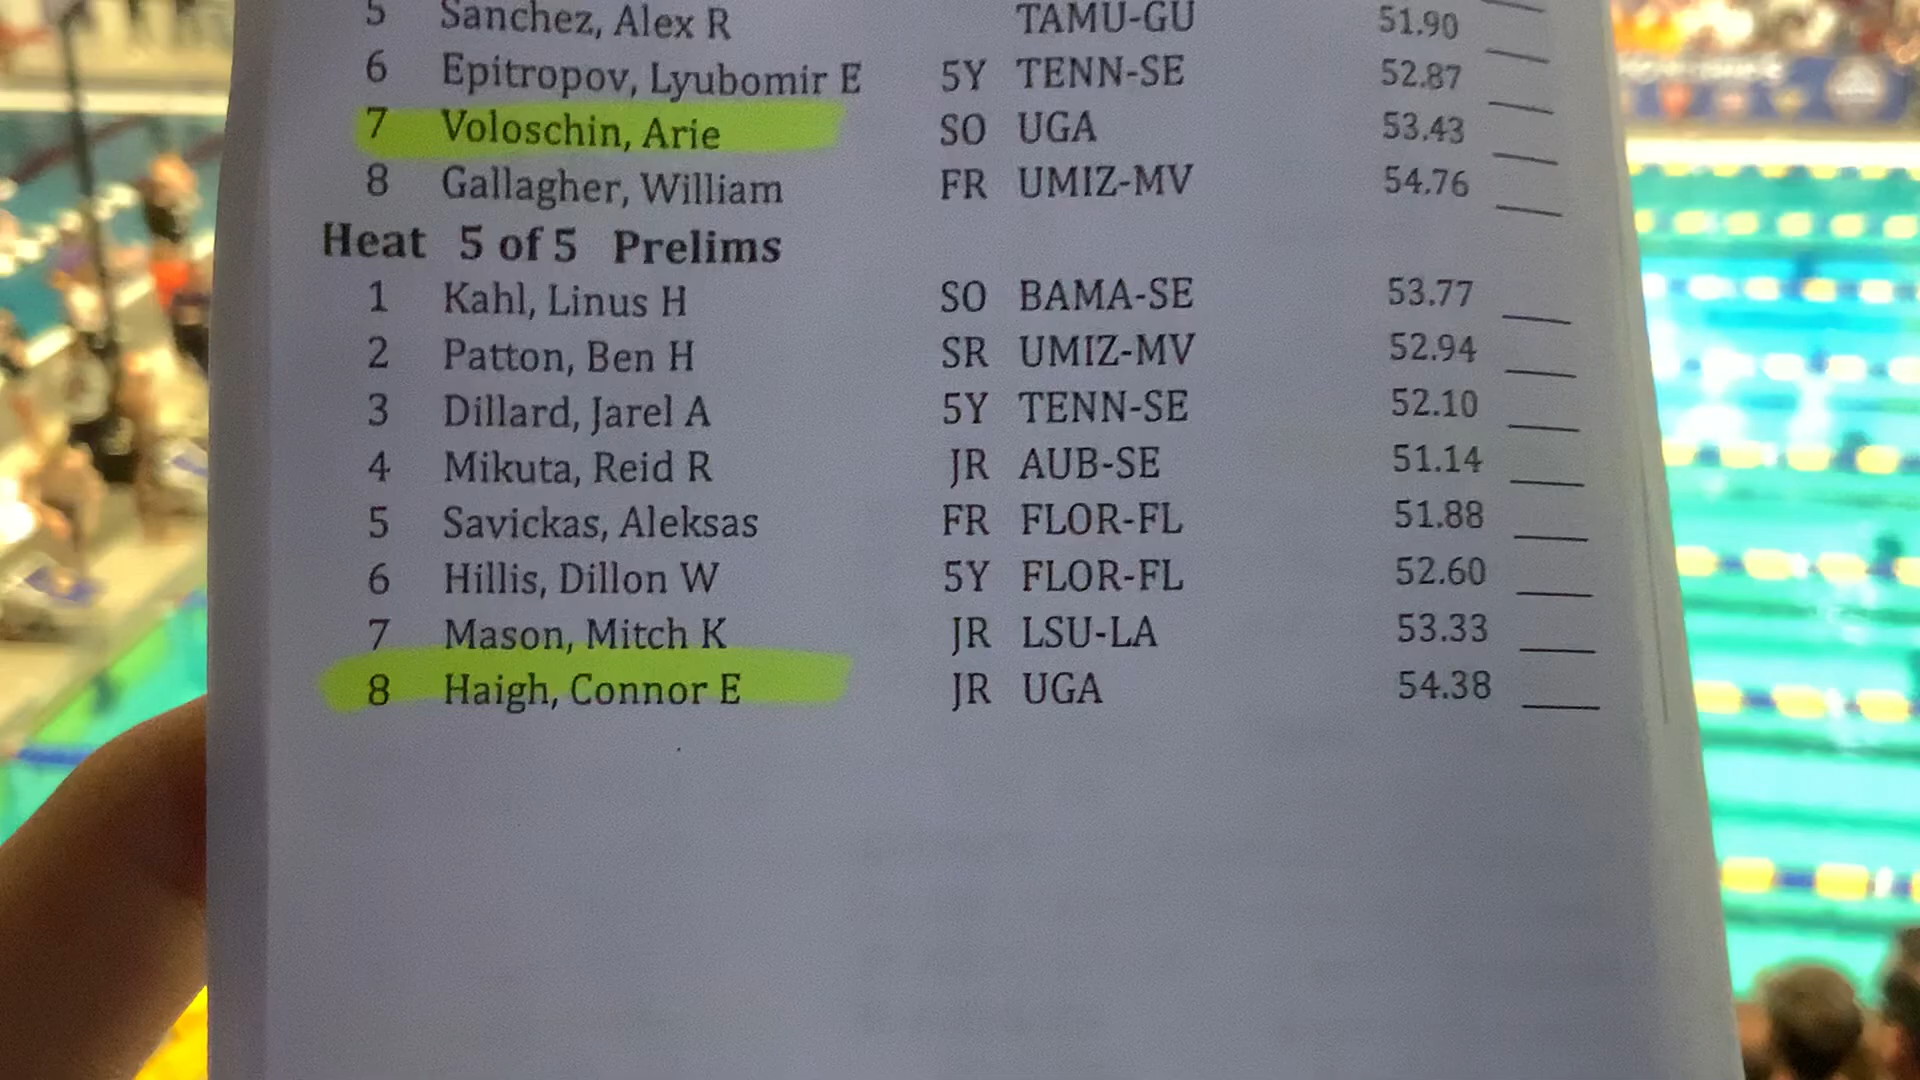 5 Sanchez, Alex R TAMU-GU 51.90
6 Epitropov, Lyubomir E 5Y TENN-SE 52.87
7 Voloschin, Arie SO UGA 53.43
8 Gallagher, William FR UMIZ-MV 54.76
Heat 5 of 5 Prelims
1 Kahl, Linus H SO BAMA-SE 53.77
2 Patton, Ben H SR UMIZ-MV 52.94
3 Dillard, Jarel A 5Y TENN-SE 52.10
4 Mikuta, Reid R JR AUB-SE 51.14
5 Savickas, Aleksas FR FLOR-FL 51.88
6 Hillis, Dillon W 5Y FLOR-FL 52.60
7 Mason, Mitch K JR LSU-LA 53.33
8 Haigh, Connor E JR UGA 54.38